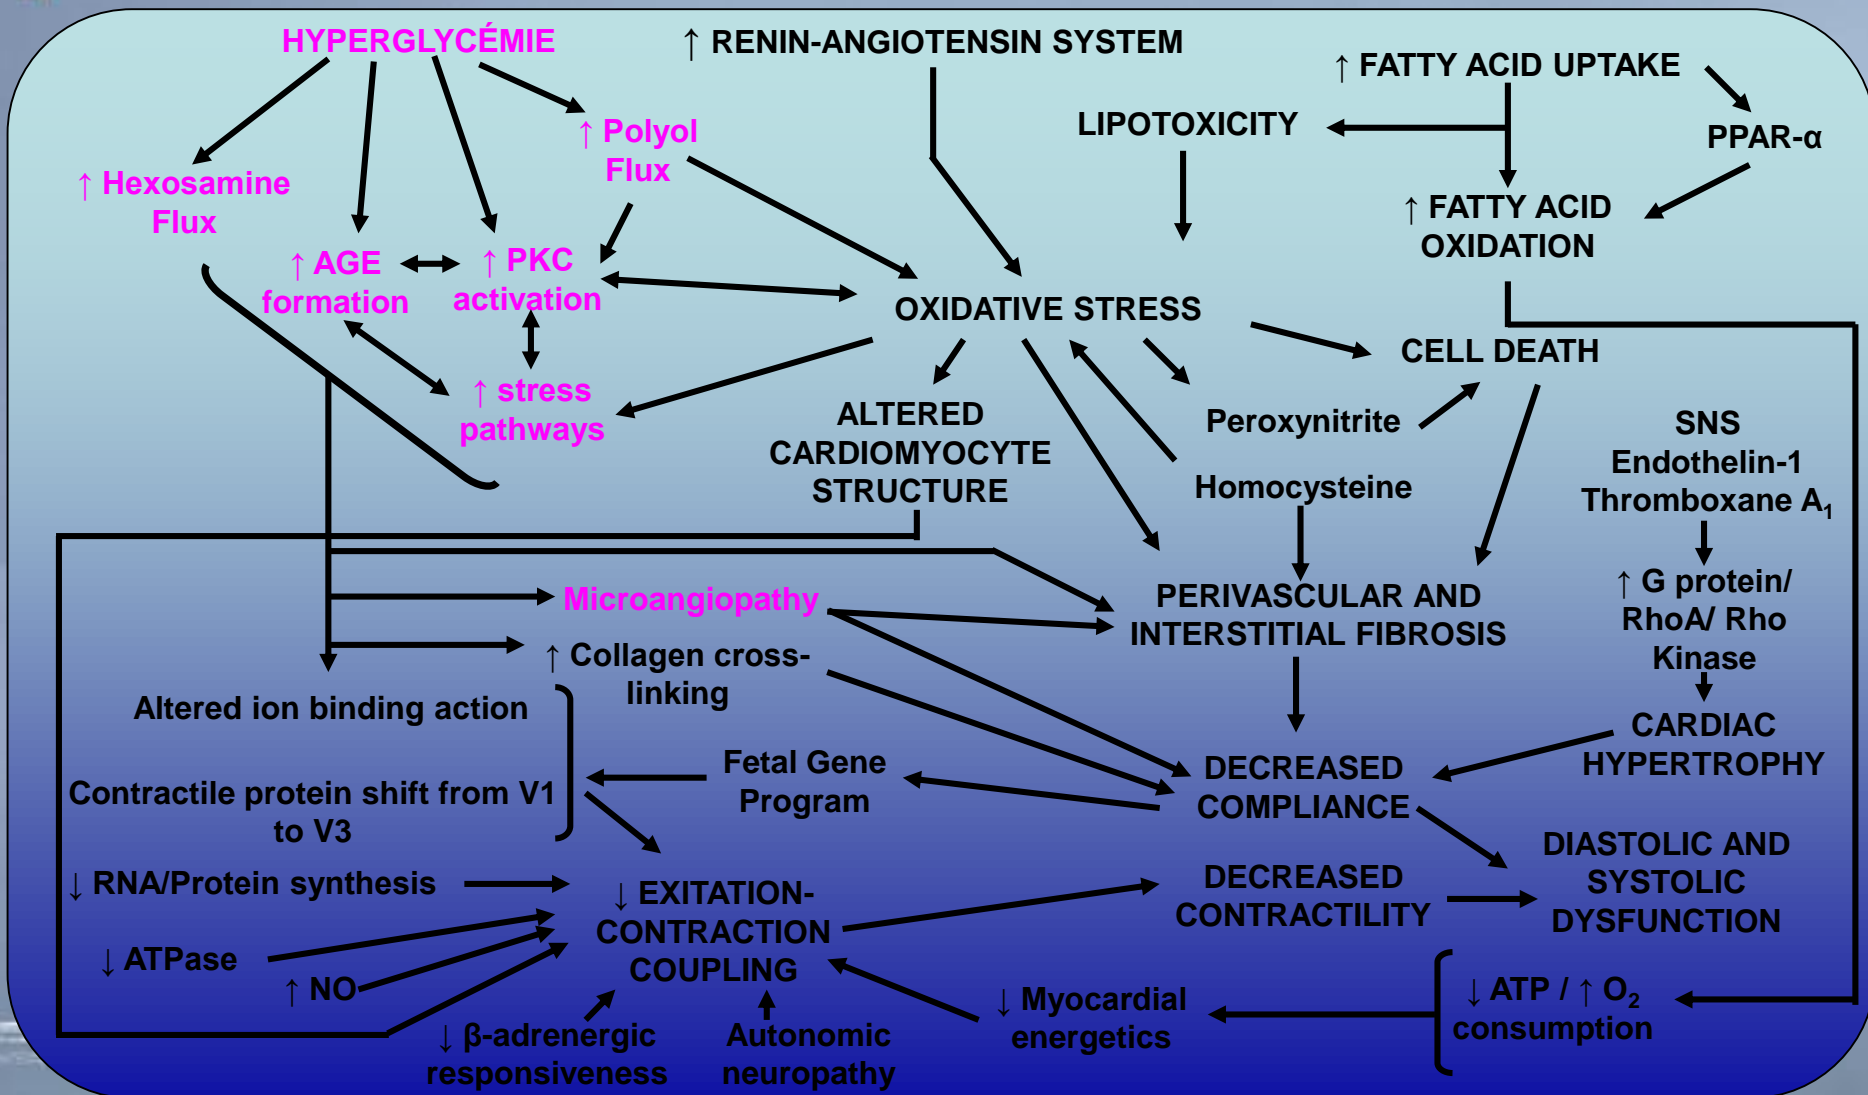 HYPERGLYCÉMIE
↑ RENIN-ANGIOTENSIN SYSTEM
↑ FATTY ACID UPTAKE
↑ Polyol
Flux
LIPOTOXICITY
PPAR-α
↑ Hexosamine
Flux
↑ FATTY ACID
OXIDATION
↑ AGE
formation
↑ PKC
activation
OXIDATIVE STRESS
CELL DEATH
↑ stress
pathways
ALTERED
CARDIOMYOCYTE
STRUCTURE
Peroxynitrite
Homocysteine
SNS
Endothelin-1
Thromboxane A₁
Microangiopathy
PERIVASCULAR AND
INTERSTITIAL FIBROSIS
↑ G protein/
RhoA/ Rho
Kinase
↑ Collagen cross-
linking
Altered ion binding action
CARDIAC
HYPERTROPHY
Fetal Gene
Program
DECREASED
COMPLIANCE
Contractile protein shift from V1
to V3
DIASTOLIC AND
SYSTOLIC
DYSFUNCTION
↓ RNA/Protein synthesis
↓ EXITATION-
CONTRACTION
COUPLING
DECREASED
CONTRACTILITY
↓ ATPase
↑ NO
↓ Myocardial
energetics
↓ ATP / ↑ O₂
consumption
↓ β-adrenergic
responsiveness
Autonomic
neuropathy